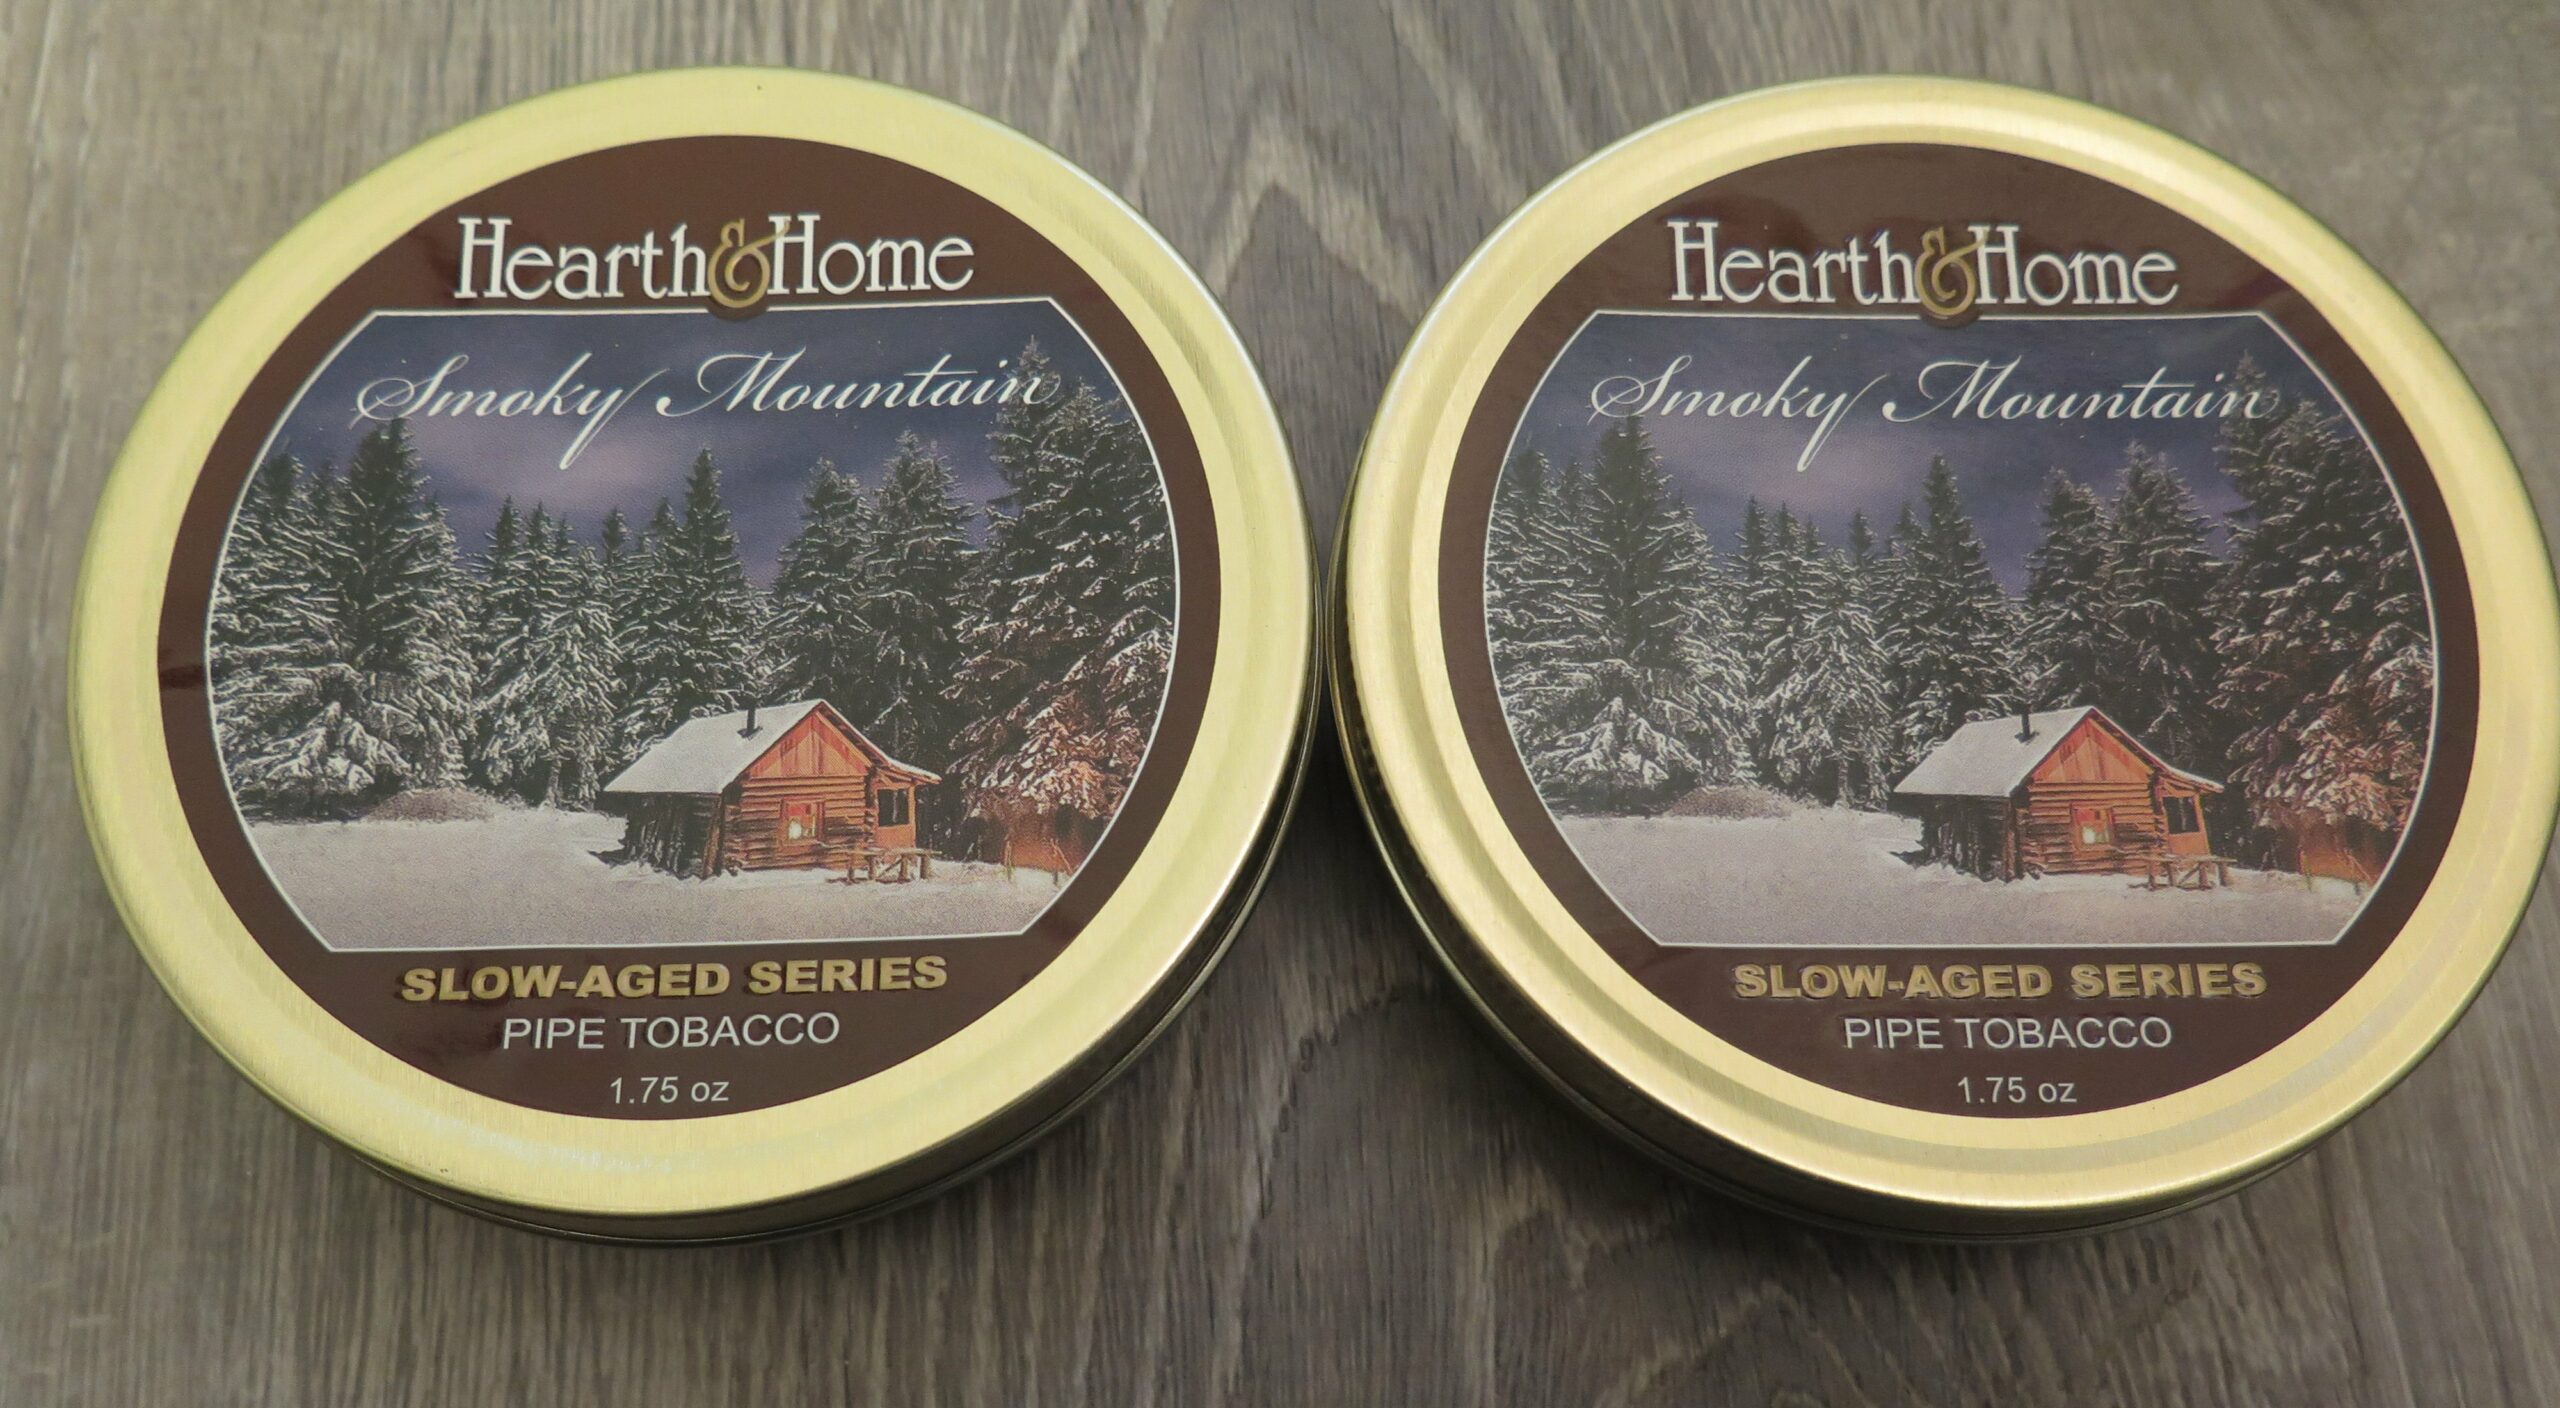 Hearth & Home
Smoky Mountain
SLOW-AGED SERIES
PIPE TOBACCO
1.75 oz
Hearth & Home
Smoky Mountain
SLOW-AGED SERIES
PIPE TOBACCO
1.75 oz